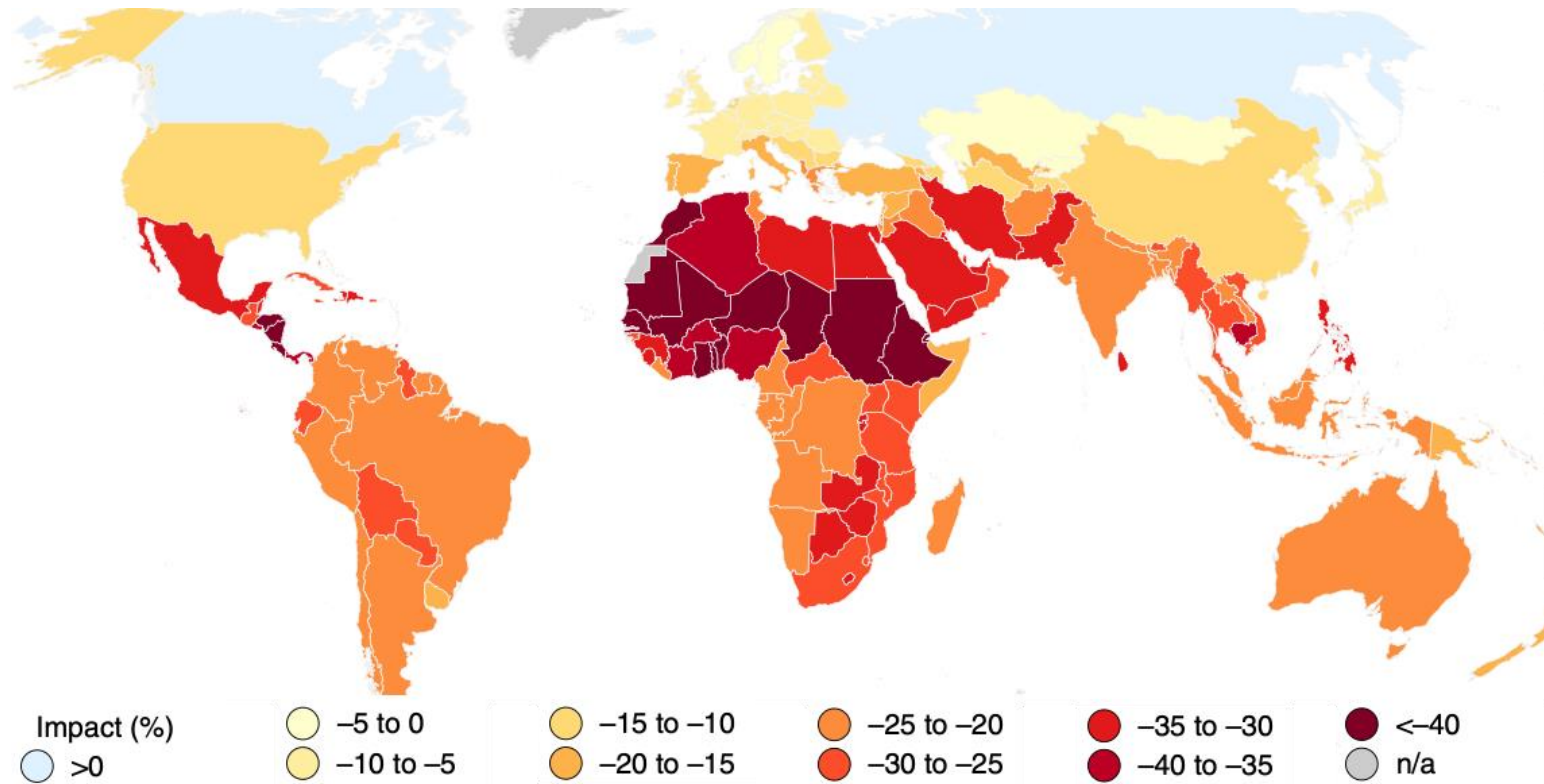 Impact (%)
>0
–5 to 0
–10 to –5
–15 to –10
–20 to –15
–25 to –20
–30 to –25
–35 to –30
–40 to –35
<–40
n/a